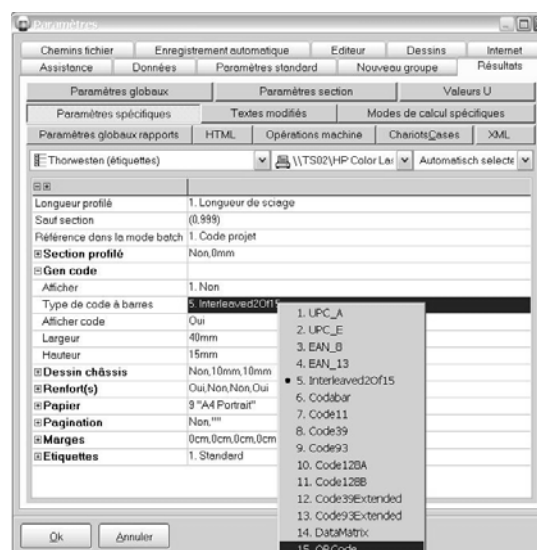 Paramètres
Chemins fichier Enregistrement automatique Editeur Dessins Internet
Assistance Données Paramètres standard Nouveau groupe Résultats
Paramètres globaux Paramètres section Valeurs U
Paramètres spécifiques Textes modifiés Modes de calcul spécifiques
Paramètres globaux rapports HTML Opérations machine ChariotsCases XML
Thorwesten (étiquettes) \\TS02\HP Color La Automatisch selecte
Longueur profilé 1. Longueur de sciage
Saut section (0,999)
Référence dans la mode batch 1. Code projet
Section profilé Non,0mm
Gen code
Afficher 1. Non
Type de code à barres 5. Interleaved2Of15
Afficher code Oui
Largeur 40mm
Hauteur 15mm
Dessin châssis Non,10mm,10mm
Renfort(s) Oui,Non,Non,Oui
Papier 9 "A4 Portrait"
Pagination Non,""
Marges 0cm,0cm,0cm,0cm
Etiquettes 1. Standard
1. UPC_A
2. UPC_E
3. EAN_8
4. EAN_13
5. Interleaved2Of15
6. Codabar
7. Code11
8. Code39
9. Code93
10. Code128A
11. Code128B
12. Code39Extended
13. Code93Extended
14. DataMatrix
15. QRCode
Ok Annuler